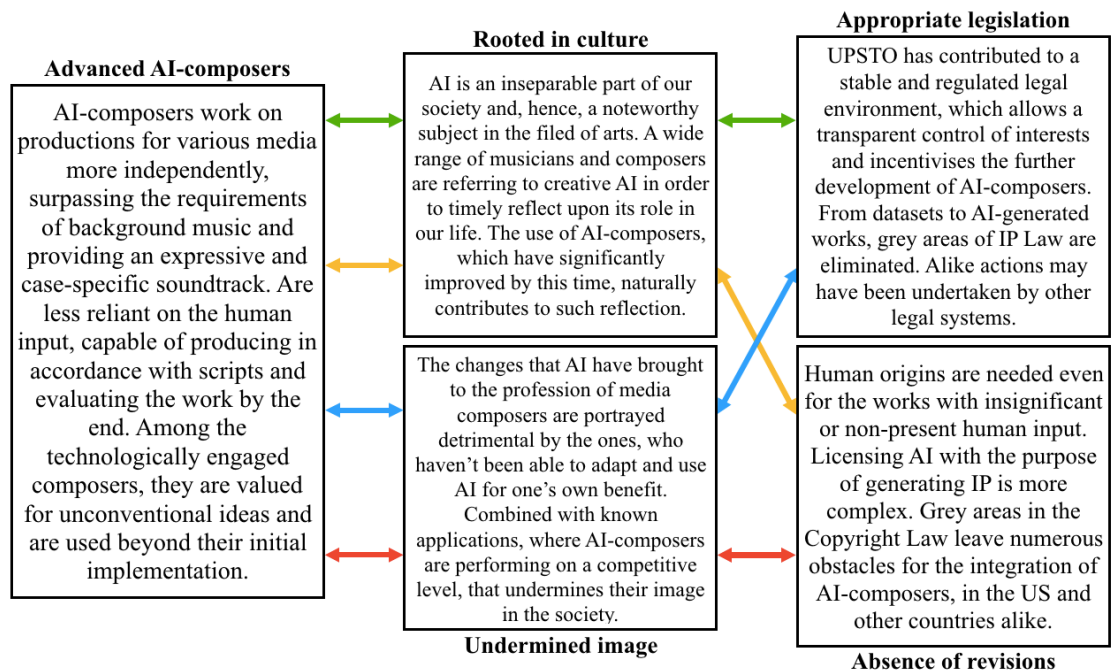 Advanced AI-composers
AI-composers work on
productions for various media
more independently,
surpassing the requirements
of background music and
providing an expressive and
case-specific soundtrack. Are
less reliant on the human
input, capable of producing in
accordance with scripts and
evaluating the work by the
end. Among the
technologically engaged
composers, they are valued
for unconventional ideas and
are used beyond their initial
implementation.
Rooted in culture
AI is an inseparable part of our
society and, hence, a noteworthy
subject in the filed of arts. A wide
range of musicians and composers
are referring to creative AI in order
to timely reflect upon its role in
our life. The use of AI-composers,
which have significantly
improved by this time, naturally
contributes to such reflection.
The changes that AI have brought
to the profession of media
composers are portrayed
detrimental by the ones, who
haven't been able to adapt and use
AI for one's own benefit.
Combined with known
applications, where AI-composers
are performing on a competitive
level, that undermines their image
in the society.
Undermined image
Appropriate legislation
UPSTO has contributed to a
stable and regulated legal
environment, which allows a
transparent control of interests
and incentivises the further
development of AI-composers.
From datasets to AI-generated
works, grey areas of IP Law are
eliminated. Alike actions may
have been undertaken by other
legal systems.
Human origins are needed even
for the works with insignificant
or non-present human input.
Licensing AI with the purpose
of generating IP is more
complex. Grey areas in the
Copyright Law leave numerous
obstacles for the integration of
AI-composers, in the US and
other countries alike.
Absence of revisions